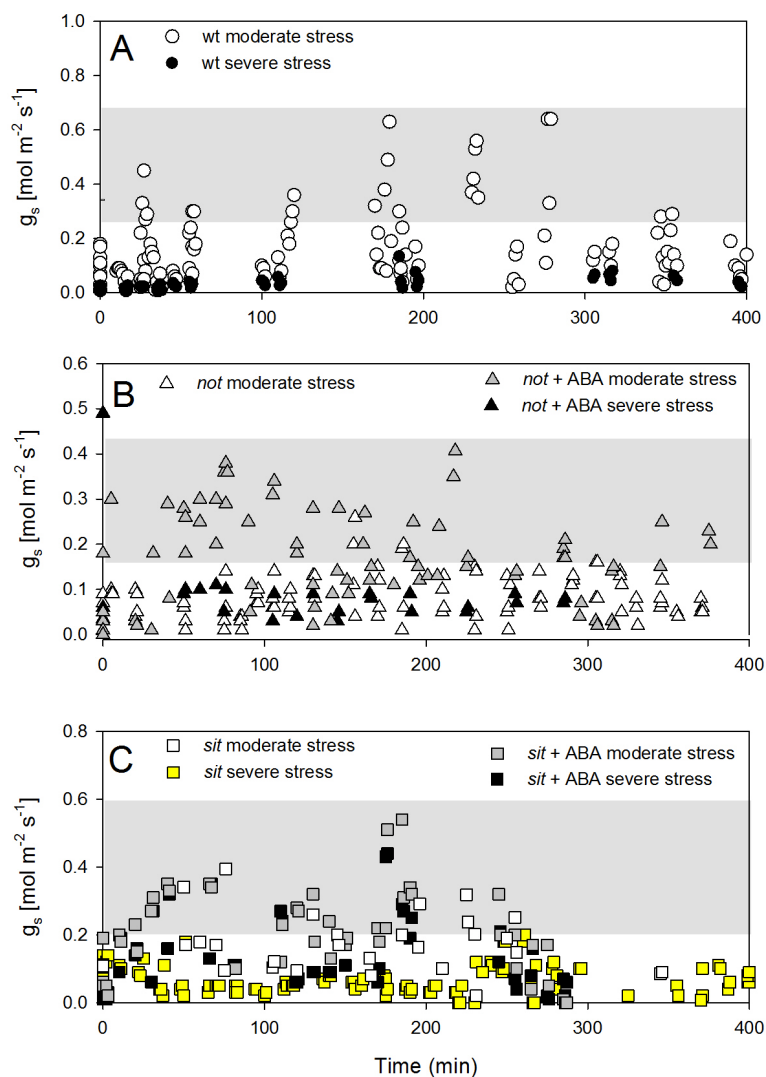 A
wt moderate stress
wt severe stress
1.0
0.8
0.6
0.4
0.2
0.0
gs [mol m-2 s-1]
0 100 200 300 400
B
not moderate stress
not + ABA moderate stress
not + ABA severe stress
0.6
0.5
0.4
0.3
0.2
0.1
0.0
gs [mol m-2 s-1]
0 100 200 300 400
C
sit moderate stress
sit severe stress
sit + ABA moderate stress
sit + ABA severe stress
0.8
0.6
0.4
0.2
0.0
gs [mol m-2 s-1]
0 100 200 300 400
Time (min)